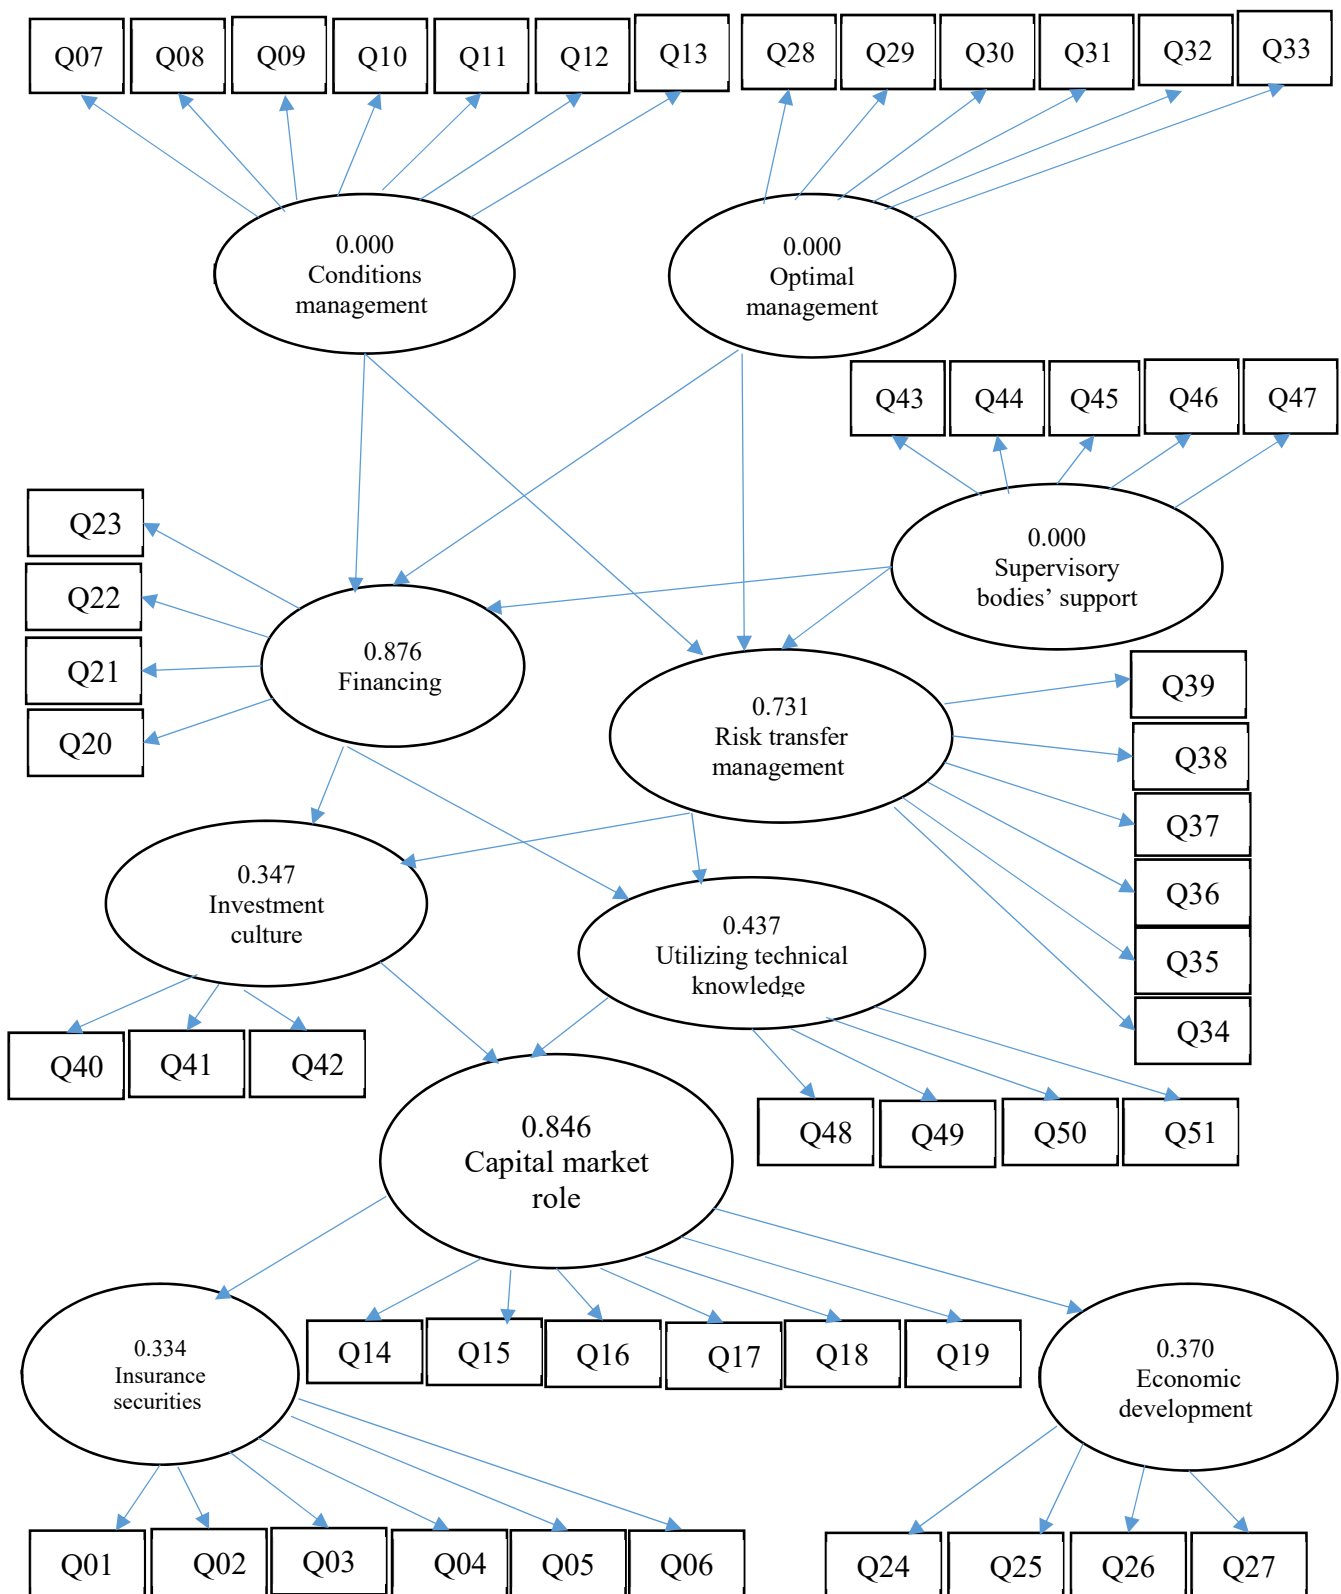 Q07 Q08 Q09 Q10 Q11 Q12 Q13 Q28 Q29 Q30 Q31 Q32 Q33
0.000
Conditions
management
0.000
Optimal
management
Q43 Q44 Q45 Q46 Q47
0.000
Supervisory
bodies’ support
Q23
Q22
Q21
Q20
0.876
Financing
0.731
Risk transfer
management
Q39
Q38
Q37
Q36
Q35
Q34
0.347
Investment
culture
0.437
Utilizing technical
knowledge
Q40 Q41 Q42
Q48 Q49 Q50 Q51
0.846
Capital market
role
Q14 Q15 Q16 Q17 Q18 Q19
0.334
Insurance
securities
0.370
Economic
development
Q01 Q02 Q03 Q04 Q05 Q06
Q24 Q25 Q26 Q27